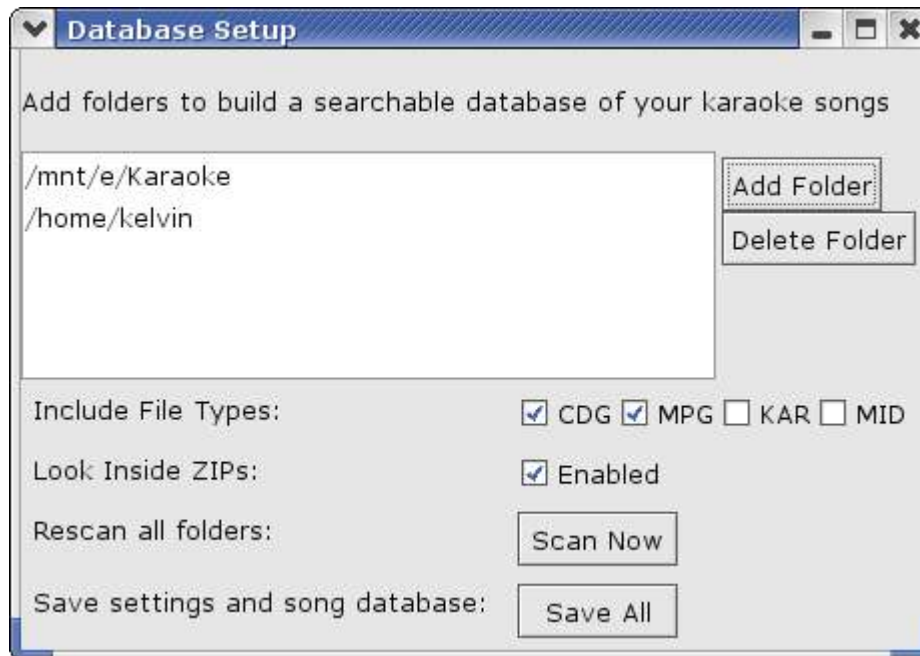 Database Setup
Add folders to build a searchable database of your karaoke songs
/mnt/e/Karaoke
/home/kelvin
Add Folder
Delete Folder
Include File Types: CDG MPG KAR MID
Look Inside ZIPs: Enabled
Rescan all folders: Scan Now
Save settings and song database: Save All